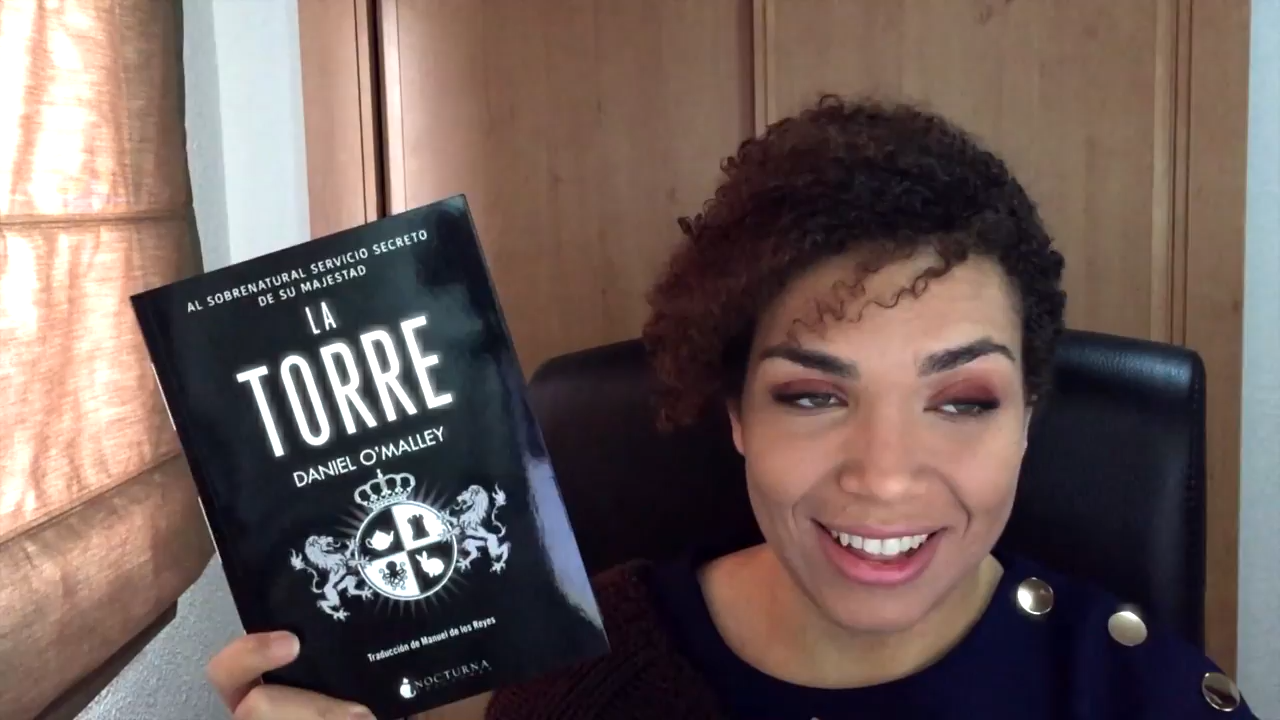 AL SOBRENATURAL SERVICIO SECRETO
DE SU MAJESTAD
LA
TORRE
DANIEL O'MALLEY
Traducción de Manuel de los Reyes
NOCTURNA